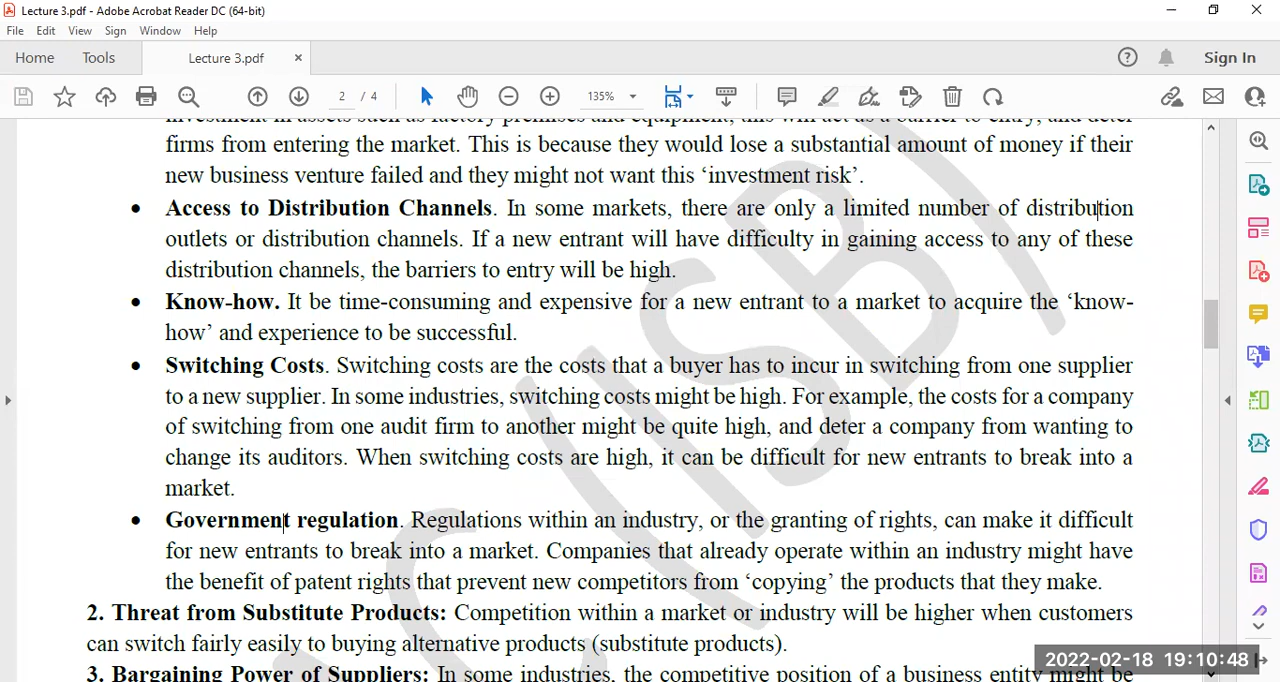 Lecture 3.pdf - Adobe Acrobat Reader DC (64-bit)
File Edit View Sign Window Help
Home Tools Lecture 3.pdf × Sign In
2 / 4 135%
investment in assets such as factory premises and equipment, this will act as a barrier to entry, and deter
firms from entering the market. This is because they would lose a substantial amount of money if their
new business venture failed and they might not want this ‘investment risk’.
• Access to Distribution Channels. In some markets, there are only a limited number of distribution
outlets or distribution channels. If a new entrant will have difficulty in gaining access to any of these
distribution channels, the barriers to entry will be high.
• Know-how. It be time-consuming and expensive for a new entrant to a market to acquire the ‘know-
how’ and experience to be successful.
• Switching Costs. Switching costs are the costs that a buyer has to incur in switching from one supplier
to a new supplier. In some industries, switching costs might be high. For example, the costs for a company
of switching from one audit firm to another might be quite high, and deter a company from wanting to
change its auditors. When switching costs are high, it can be difficult for new entrants to break into a
market.
• Government regulation. Regulations within an industry, or the granting of rights, can make it difficult
for new entrants to break into a market. Companies that already operate within an industry might have
the benefit of patent rights that prevent new competitors from ‘copying’ the products that they make.
2. Threat from Substitute Products: Competition within a market or industry will be higher when customers
can switch fairly easily to buying alternative products (substitute products).
3. Bargaining Power of Suppliers: In some industries, the competitive position of a business entity might be
2022-02-18 19:10:48